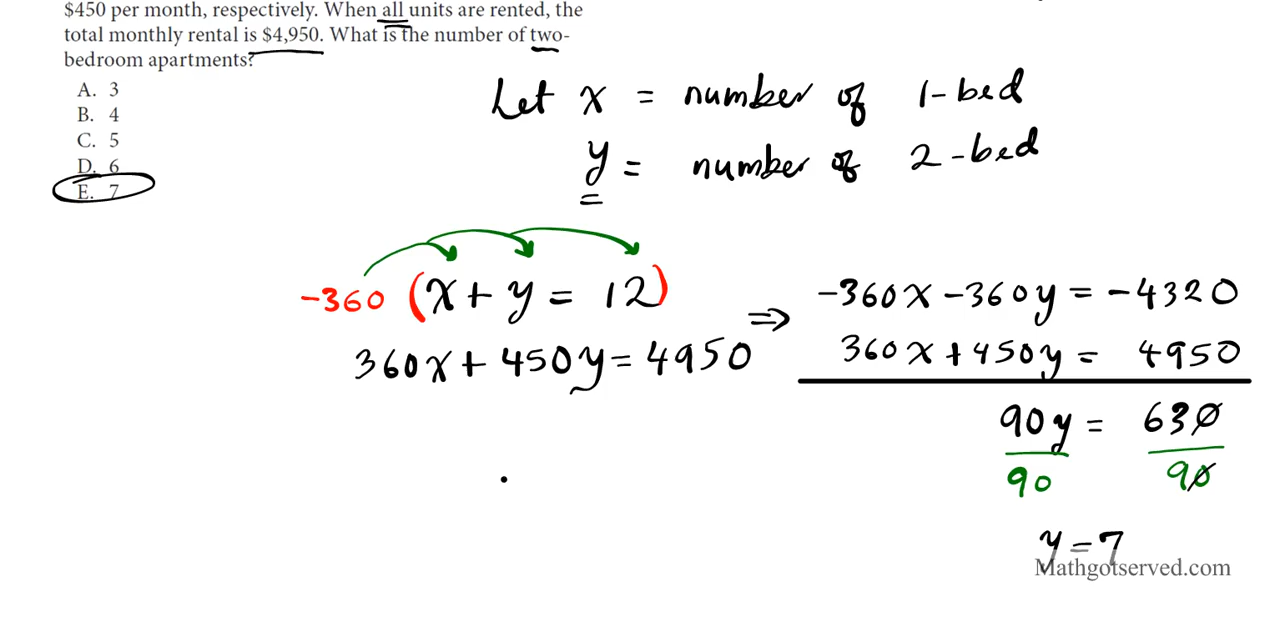 $450 per month, respectively. When all units are rented, the
total monthly rental is $4,950. What is the number of two-
bedroom apartments?
A. 3
B. 4
C. 5
D. 6
E. 7
Let x = number of 1-bed
y = number of 2-bed
-360 (x + y = 12)
360x + 450y = 4950
⇒
-360x - 360y = -4320
360x + 450y = 4950
90y = 630
90 90
y = 7
Mathgotserved.com